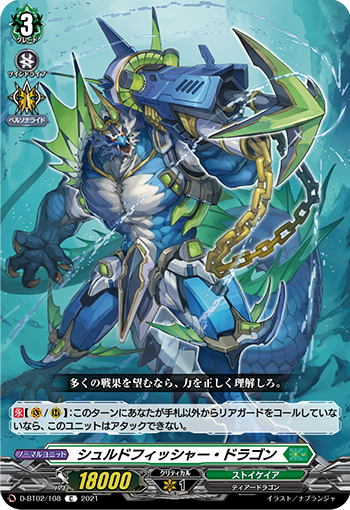 3
グレード
ツインドライブ
ペルソナライド
多くの戦果を望むなら、力を正しく理解しろ。
永【V/R】:このターンにあなたが手札以外からリアガードをコールしていな
いなら、このユニットはアタックできない。
ノーマルユニット
シュルドフィッシャー・ドラゴン
ストイケイア
パワー 18000 クリティカル 1
ティアードラゴン
D-BT02/108 C 2021
イラスト/ナブランジャ